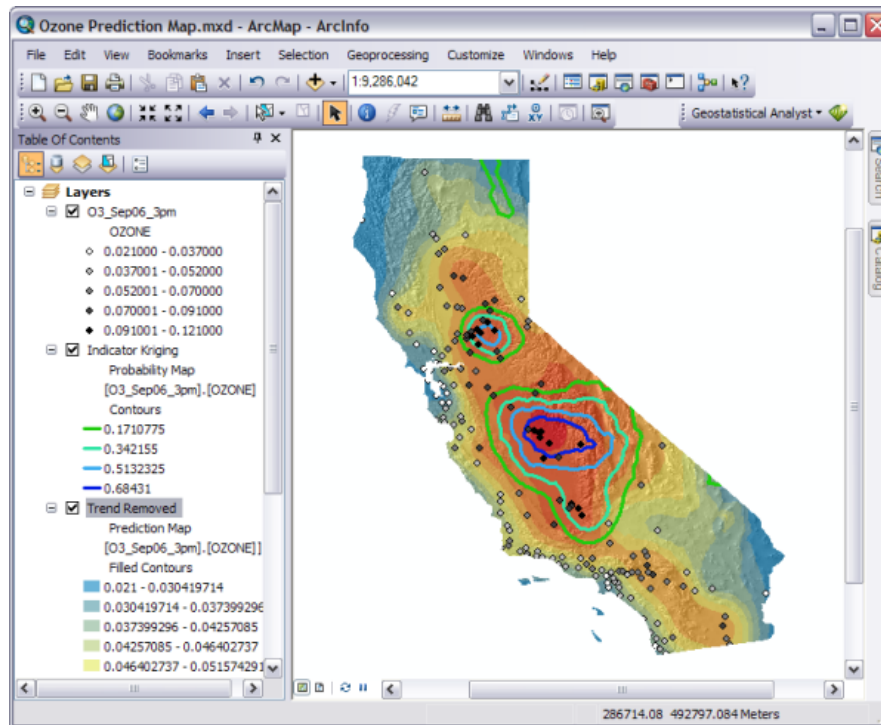 Ozone Prediction Map.mxd - ArcMap - ArcInfo
File Edit View Bookmarks Insert Selection Geoprocessing Customize Windows Help
1:9,286,042
Geostatistical Analyst
Table Of Contents
Layers
O3_Sep06_3pm
OZONE
0.021000 - 0.037000
0.037001 - 0.052000
0.052001 - 0.070000
0.070001 - 0.091000
0.091001 - 0.121000
Indicator Kriging
Probability Map
[O3_Sep06_3pm].[OZONE]
Contours
0.1710775
0.342155
0.5132325
0.68431
Trend Removed
Prediction Map
[O3_Sep06_3pm].[OZONE]]
Filled Contours
0.021 - 0.030419714
0.030419714 - 0.037399296
0.037399296 - 0.04257085
0.04257085 - 0.046402737
0.046402737 - 0.051574291
Search
Catalog
286714.08 492797.084 Meters